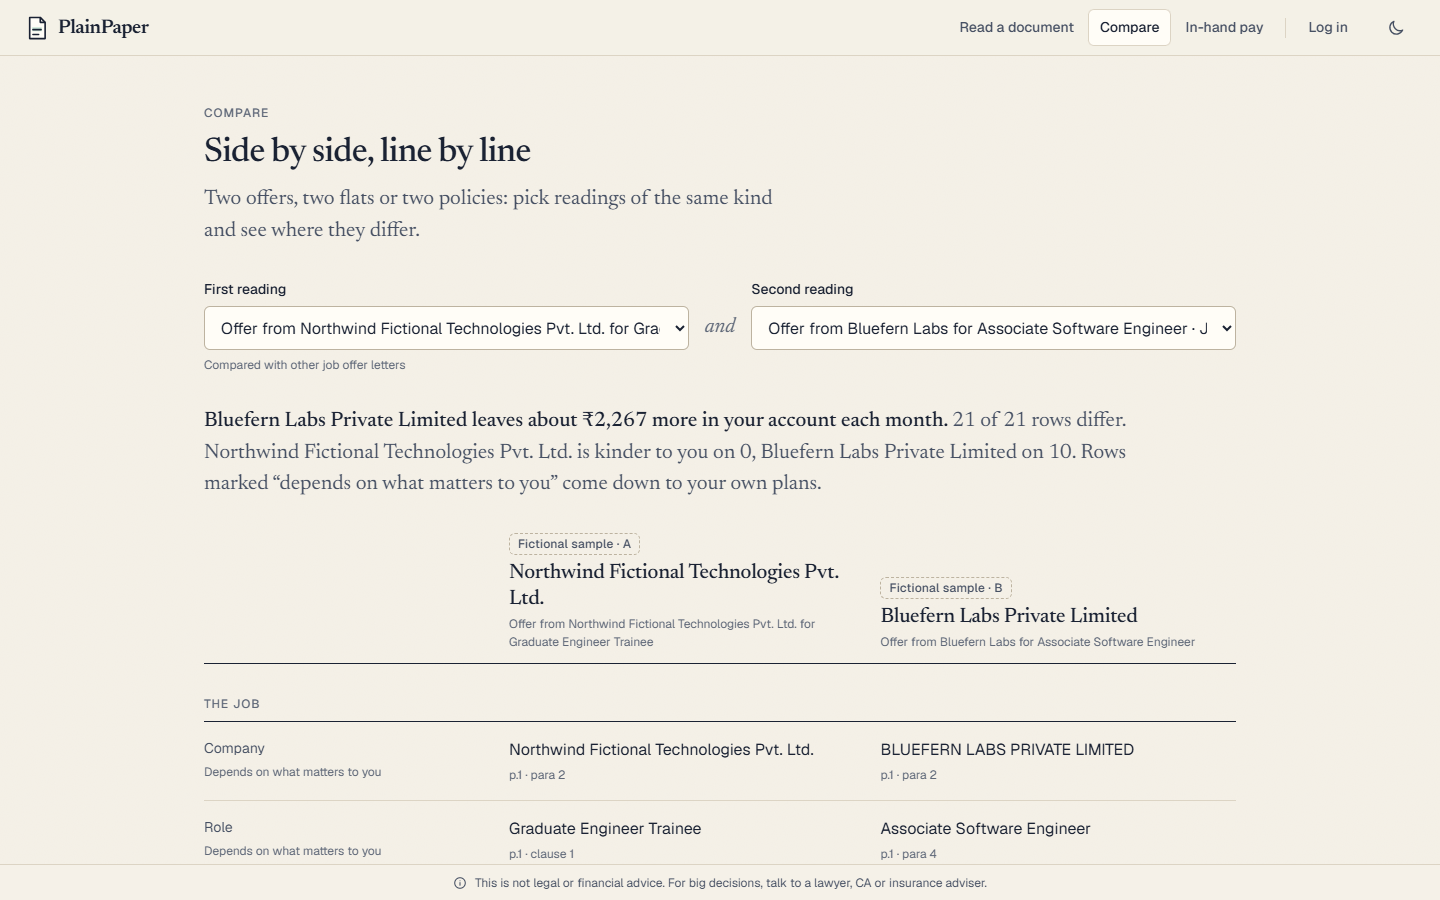 PlainPaper
Read a document
Compare
In-hand pay
Log in
COMPARE
Side by side, line by line
Two offers, two flats or two policies: pick readings of the same kind
and see where they differ.
First reading
Second reading
Offer from Northwind Fictional Technologies Pvt. Ltd. for Gra
and
Offer from Bluefern Labs for Associate Software Engineer · J
Compared with other job offer letters
Bluefern Labs Private Limited leaves about ₹2,267 more in your account each month. 21 of 21 rows differ.
Northwind Fictional Technologies Pvt. Ltd. is kinder to you on 0, Bluefern Labs Private Limited on 10. Rows
marked “depends on what matters to you” come down to your own plans.
Fictional sample · A
Northwind Fictional Technologies Pvt.
Ltd.
Offer from Northwind Fictional Technologies Pvt. Ltd. for
Graduate Engineer Trainee
Fictional sample · B
Bluefern Labs Private Limited
Offer from Bluefern Labs for Associate Software Engineer
THE JOB
Company
Depends on what matters to you
Northwind Fictional Technologies Pvt. Ltd.
p.1 · para 2
BLUEFERN LABS PRIVATE LIMITED
p.1 · para 2
Role
Depends on what matters to you
Graduate Engineer Trainee
p.1 · clause 1
Associate Software Engineer
p.1 · para 4
This is not legal or financial advice. For big decisions, talk to a lawyer, CA or insurance adviser.